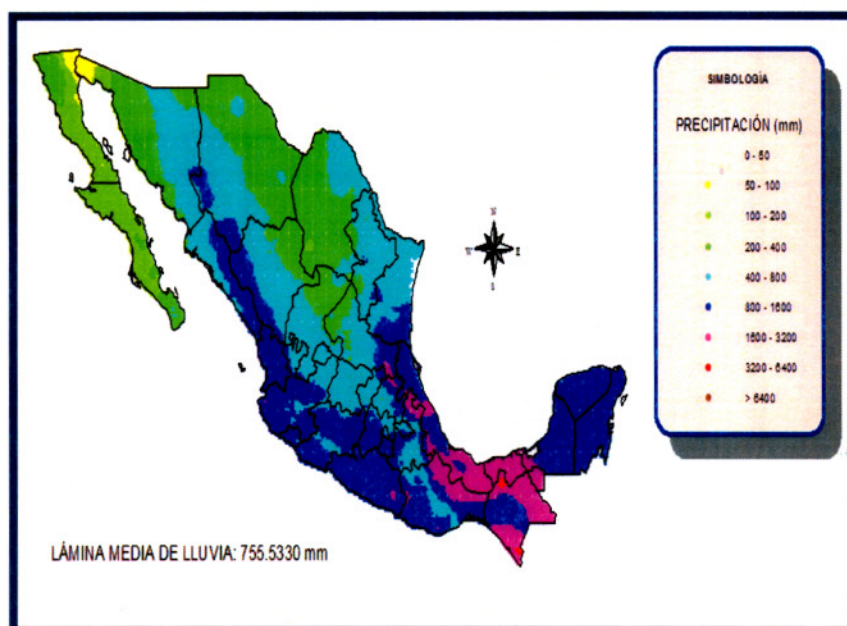 SIMBOLOGÍA
PRECIPITACIÓN (mm)
0 - 50
50 - 100
100 - 200
200 - 400
400 - 800
800 - 1600
1600 - 3200
3200 - 6400
> 6400
N
W E
S
LÁMINA MEDIA DE LLUVIA: 755.5330 mm